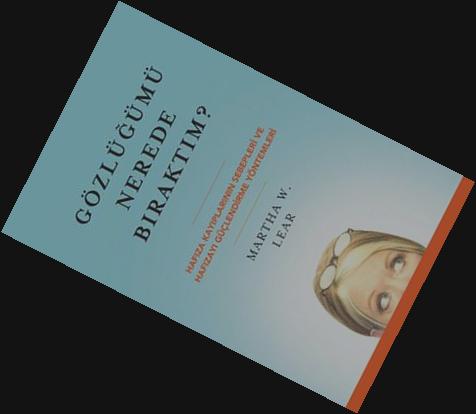 GÖZLÜĞÜMÜ
NEREDE
BIRAKTIM?
HAFIZA KAYIPLARININ SEBEPLERİ VE
HAFIZAYI GÜÇLENDİRME YÖNTEMLERİ
MARTHA W.
LEAR